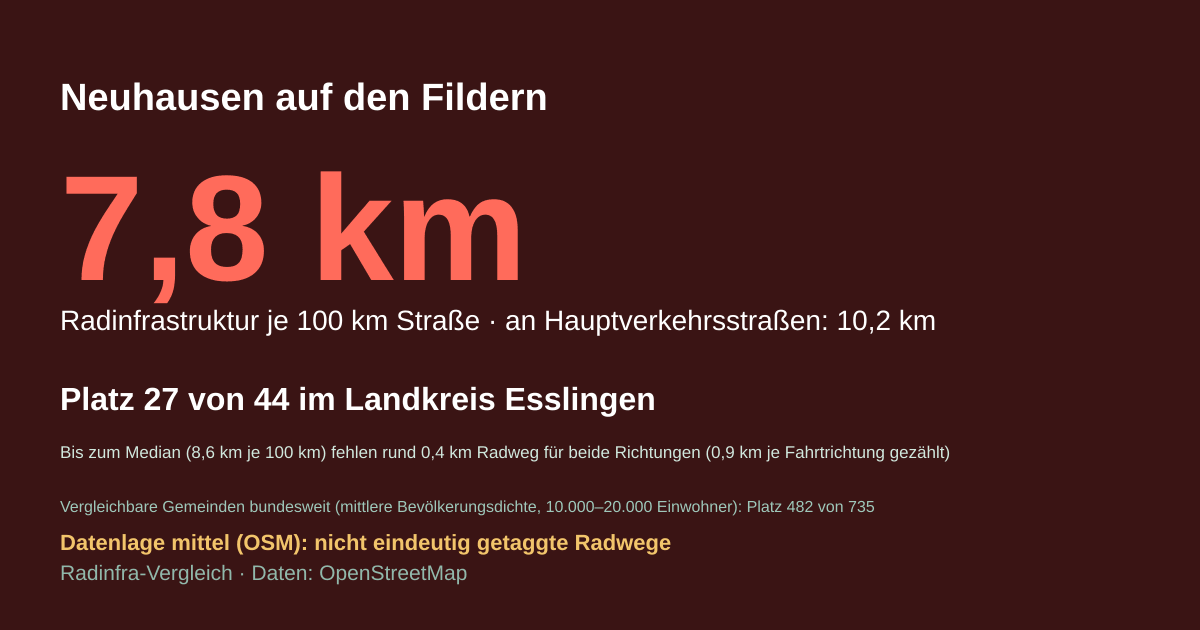 Neuhausen auf den Fildern
7,8 km
Radinfrastruktur je 100 km Straße · an Hauptverkehrsstraßen: 10,2 km
Platz 27 von 44 im Landkreis Esslingen
Bis zum Median (8,6 km je 100 km) fehlen rund 0,4 km Radweg für beide Richtungen (0,9 km je Fahrtrichtung gezählt)
Vergleichbare Gemeinden bundesweit (mittlere Bevölkerungsdichte, 10.000–20.000 Einwohner): Platz 482 von 735
Datenlage mittel (OSM): nicht eindeutig getaggte Radwege
Radinfra-Vergleich · Daten: OpenStreetMap